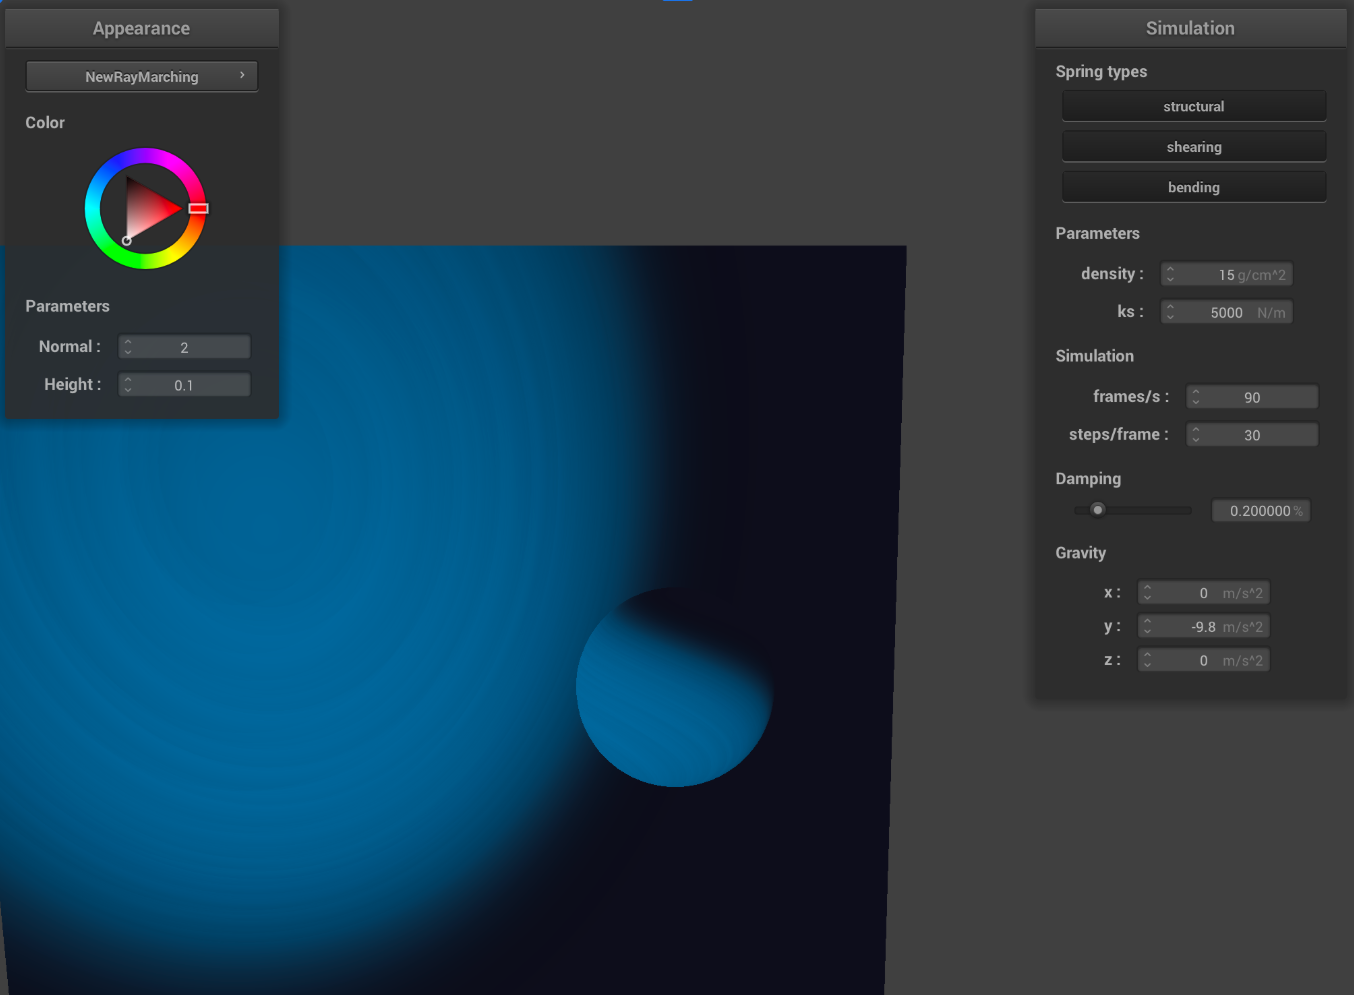 Appearance
NewRayMarching
Color
Parameters
Normal : 2
Height : 0.1
Simulation
Spring types
structural
shearing
bending
Parameters
density : 15 g/cm^2
ks : 5000 N/m
Simulation
frames/s : 90
steps/frame : 30
Damping
0.200000 %
Gravity
x : 0 m/s^2
y : -9.8 m/s^2
z : 0 m/s^2